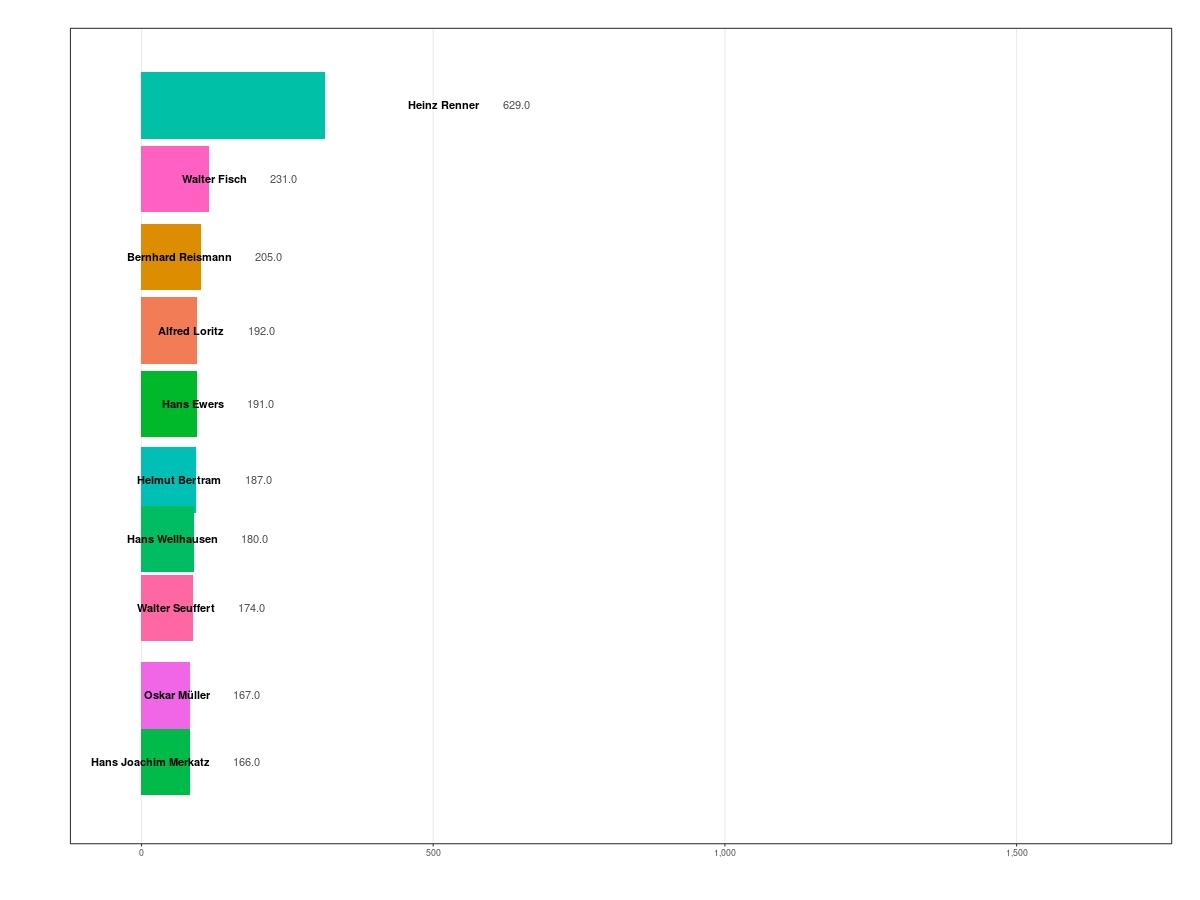 Heinz Renner 629.0
Walter Fisch 231.0
Bernhard Reismann 205.0
Alfred Loritz 192.0
Hans Ewers 191.0
Helmut Bertram 187.0
Hans Wellhausen 180.0
Walter Seuffert 174.0
Oskar Müller 167.0
Hans Joachim Merkatz 166.0
0 500 1,000 1,500